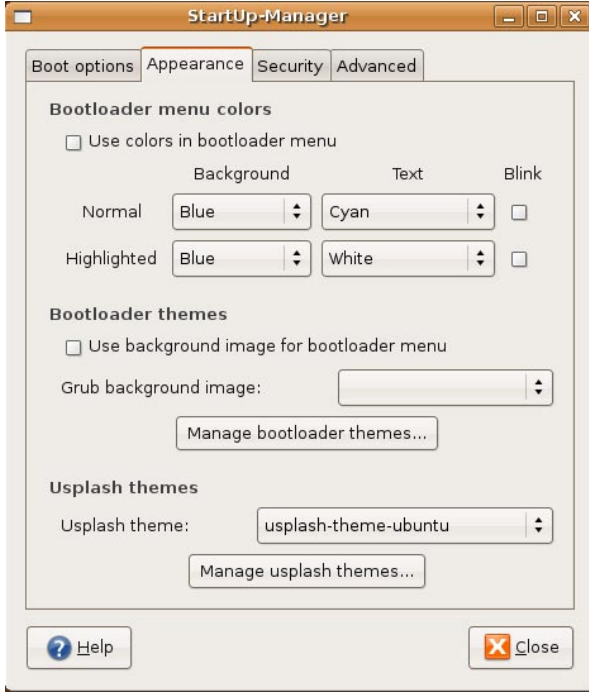 StartUp-Manager
Boot options Appearance Security Advanced
Bootloader menu colors
Use colors in bootloader menu
Background Text Blink
Normal Blue Cyan
Highlighted Blue White
Bootloader themes
Use background image for bootloader menu
Grub background image:
Manage bootloader themes...
Usplash themes
Usplash theme: usplash-theme-ubuntu
Manage usplash themes...
Help Close